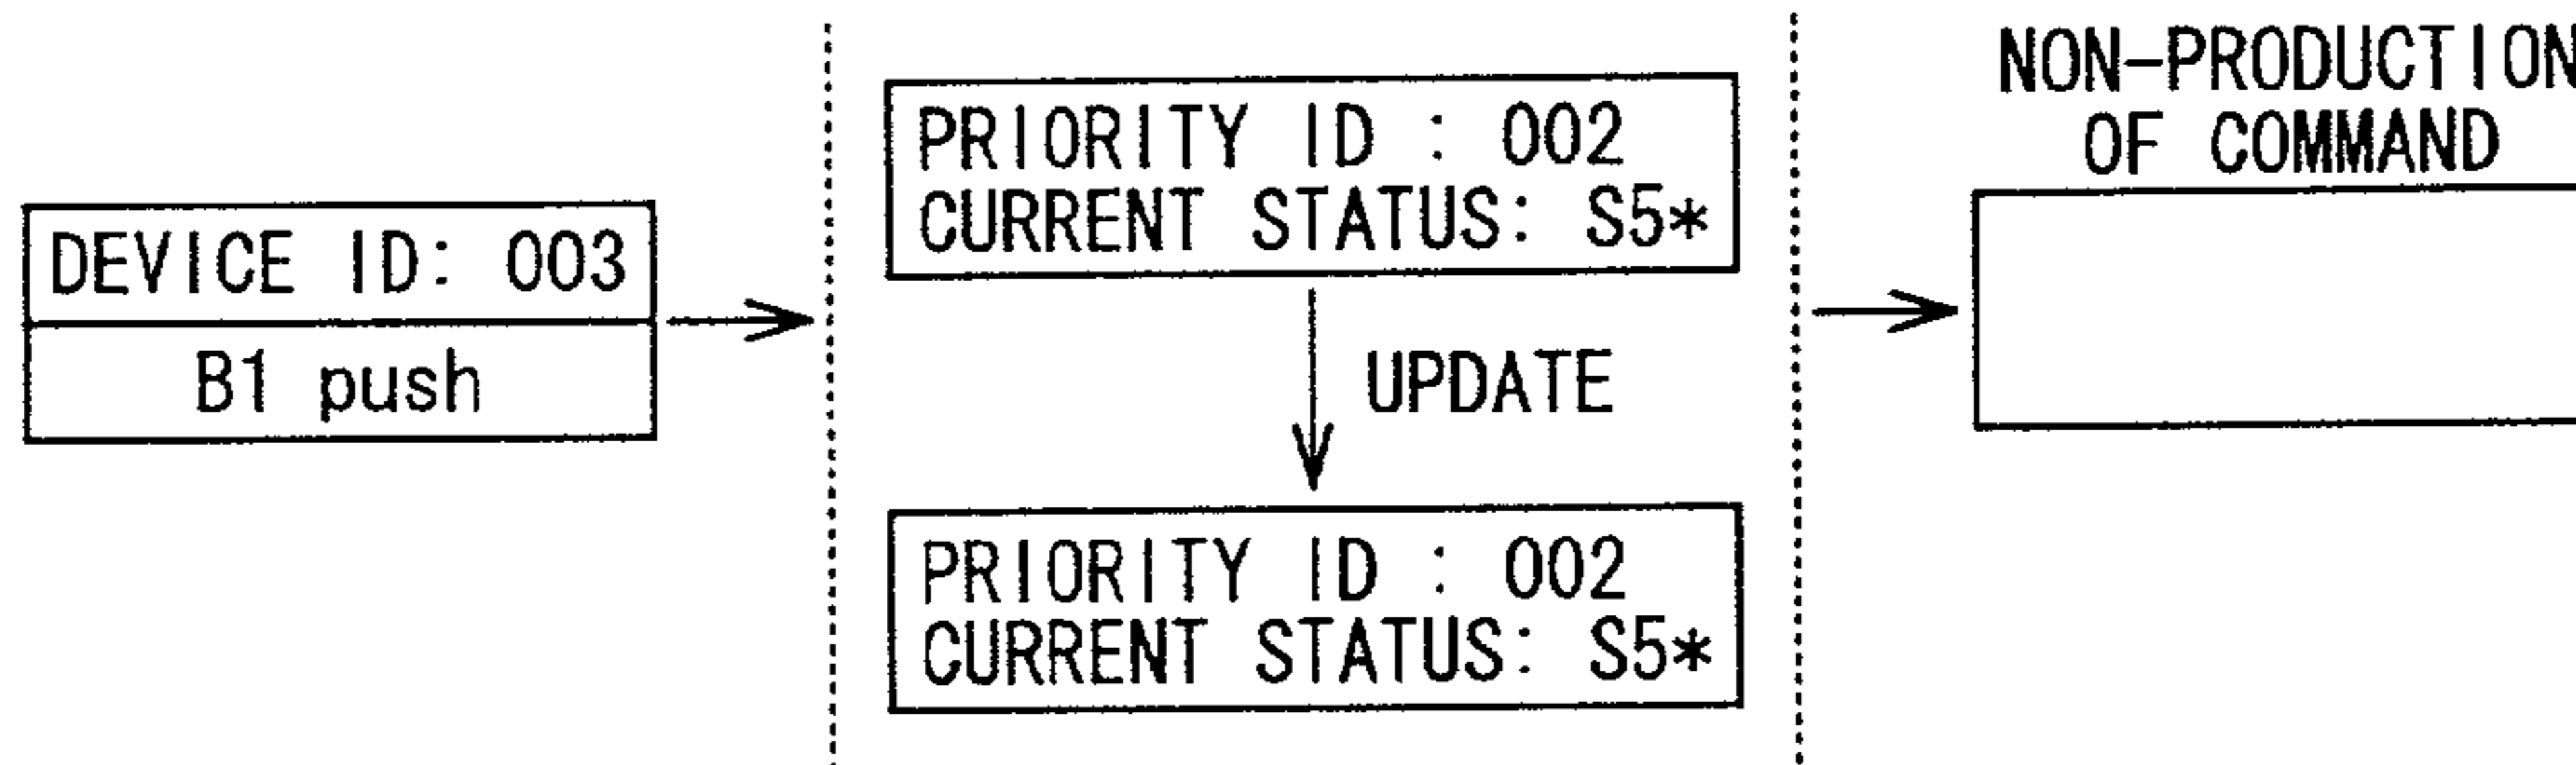 DEVICE ID: 003
B1 push
PRIORITY ID : 002
CURRENT STATUS: S5*
UPDATE
PRIORITY ID : 002
CURRENT STATUS: S5*
NON-PRODUCTION
OF COMMAND